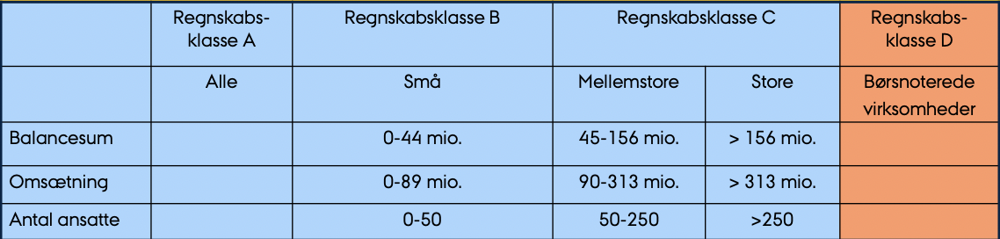 Regnskabs-
klasse A
Regnskabsklasse B
Regnskabsklasse C
Regnskabs-
klasse D
Alle
Små
Mellemstore
Store
Børsnoterede
virksomheder
Balancesum
0-44 mio.
45-156 mio.
> 156 mio.
Omsætning
0-89 mio.
90-313 mio.
> 313 mio.
Antal ansatte
0-50
50-250
>250